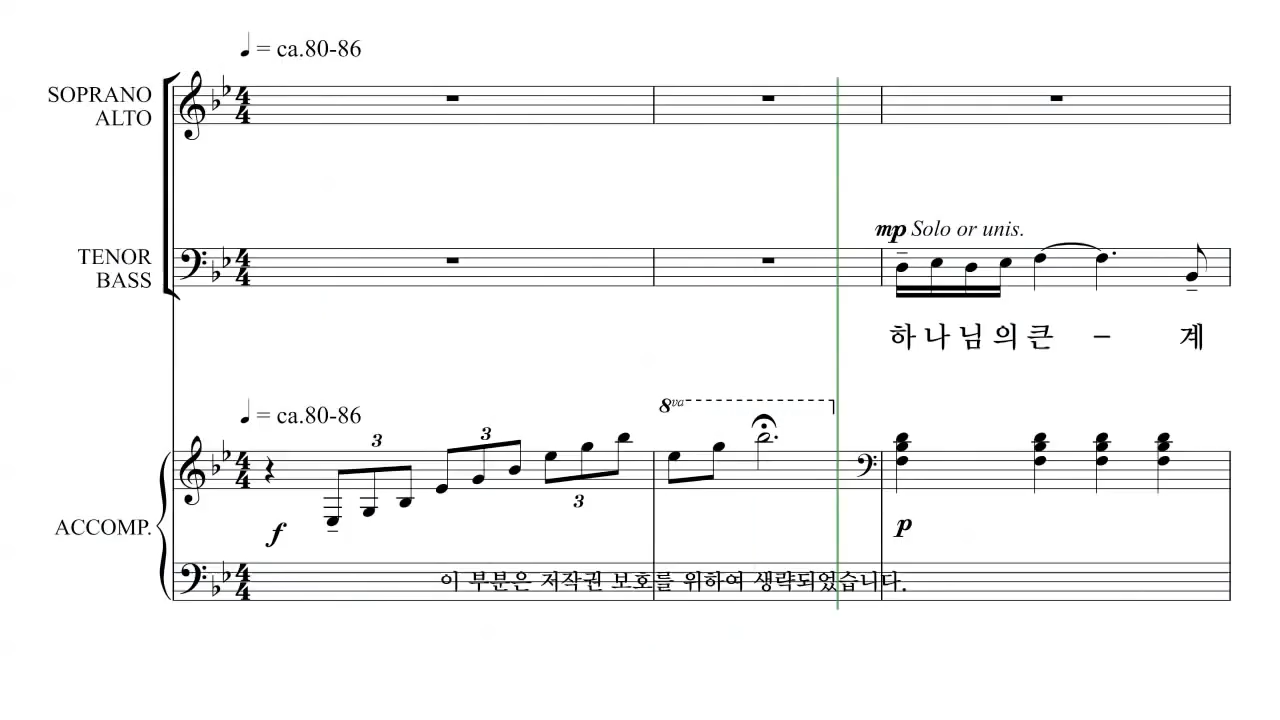 ♩ = ca.80-86
SOPRANO
ALTO
mp Solo or unis.
TENOR
BASS
하나님의큰 – 계
♩ = ca.80-86
8va
3
3
3
f
p
ACCOMP.
이 부분은 저작권 보호를 위하여 생략되었습니다.